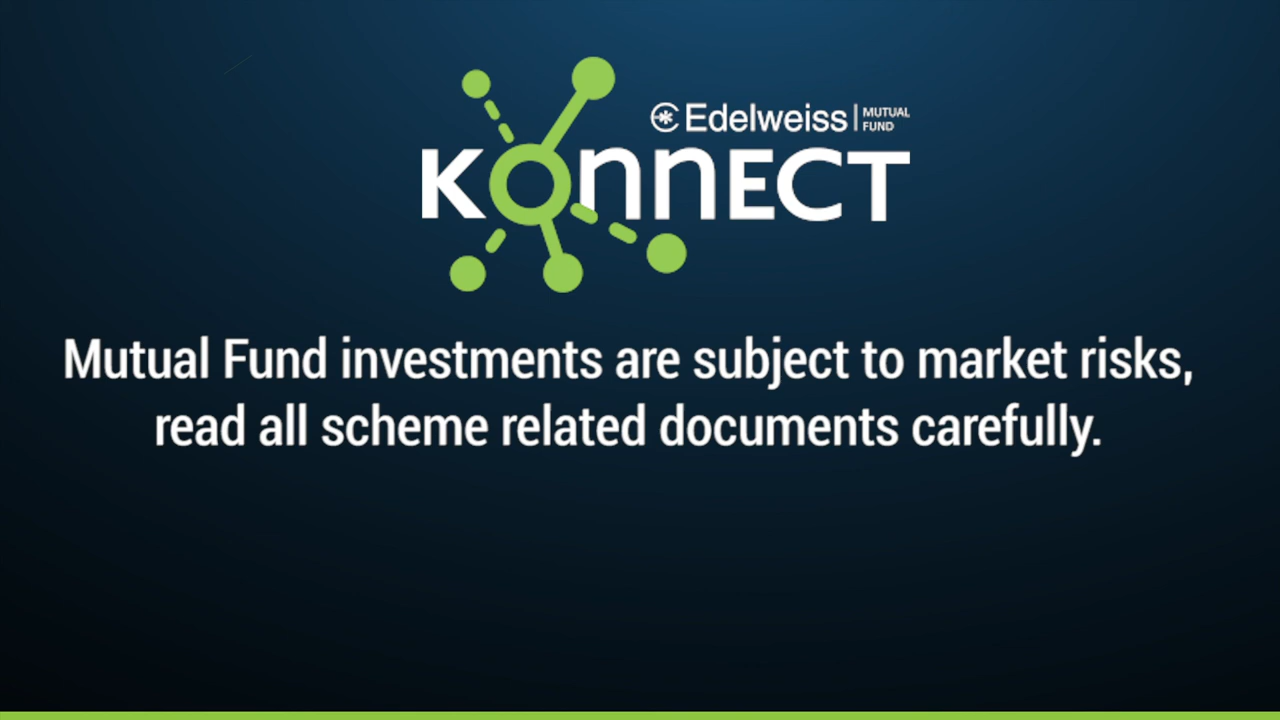 Edelweiss | MUTUAL FUND
KOnnECT
Mutual Fund investments are subject to market risks,
read all scheme related documents carefully.